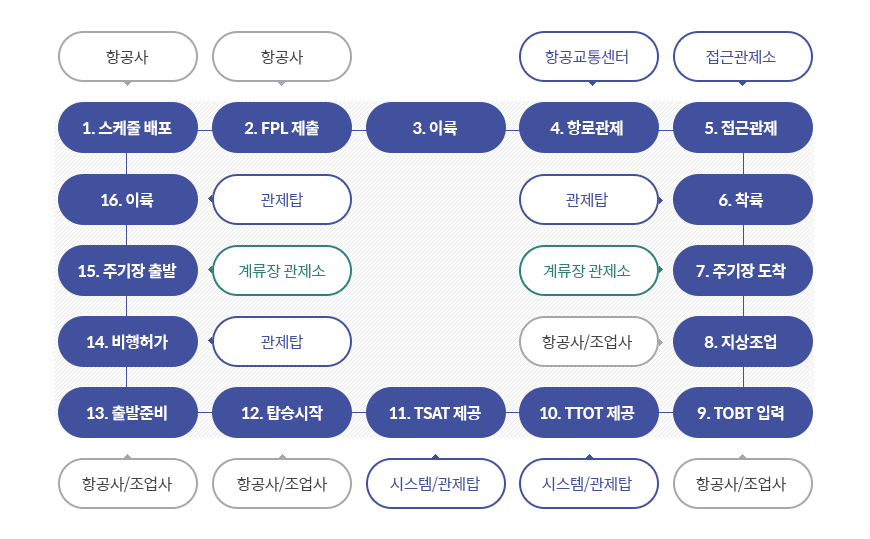 항공사
항공사
항공교통센터
접근관제소
1. 스케줄 배포
2. FPL 제출
3. 이륙
4. 항로관제
5. 접근관제
16. 이륙
관제탑
관제탑
6. 착륙
15. 주기장 출발
계류장 관제소
계류장 관제소
7. 주기장 도착
14. 비행허가
관제탑
항공사/조업사
8. 지상조업
13. 출발준비
12. 탑승시작
11. TSAT 제공
10. TTOT 제공
9. TOBT 입력
항공사/조업사
항공사/조업사
시스템/관제탑
시스템/관제탑
항공사/조업사